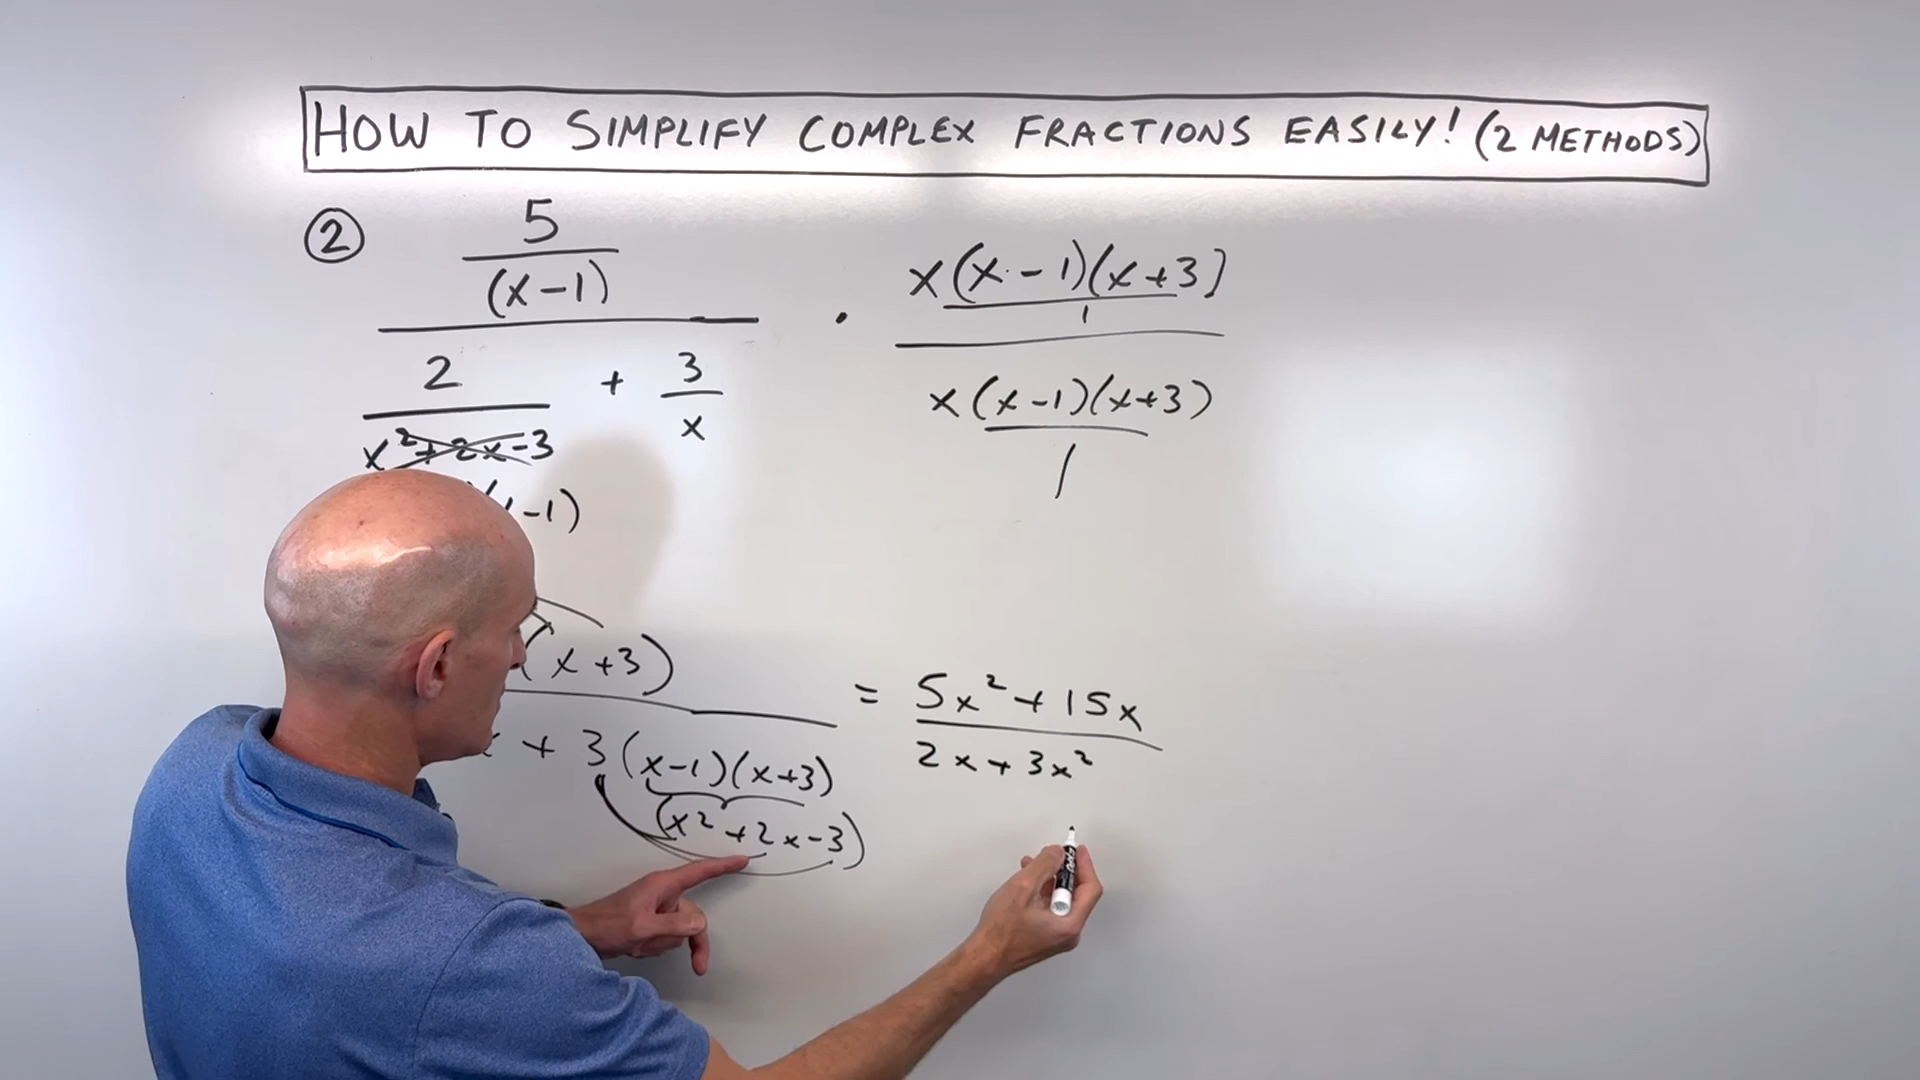 HOW TO SIMPLIFY COMPLEX FRACTIONS EASILY! (2 METHODS)
②
5
(x-1)
2 + 3
x²+2x-3 x
-1)
· x(x-1)(x+3]
1
x(x-1)(x+3)
1
(x+3)
+ 3(x-1)(x+3)
(x²+2x-3)
= 5x²+15x
2x+3x²
EXPO